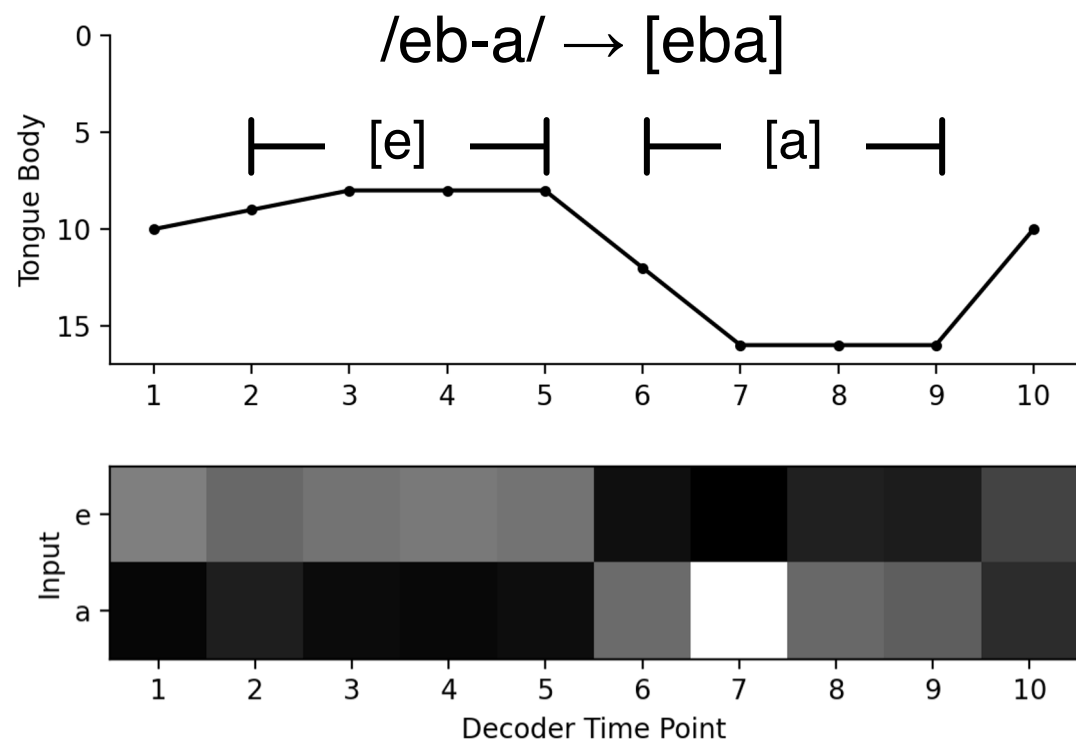 /eb-a/ → [eba]
0
5
10
15
Tongue Body
[e] [a]
1 2 3 4 5 6 7 8 9 10
Input
e
a
1 2 3 4 5 6 7 8 9 10
Decoder Time Point